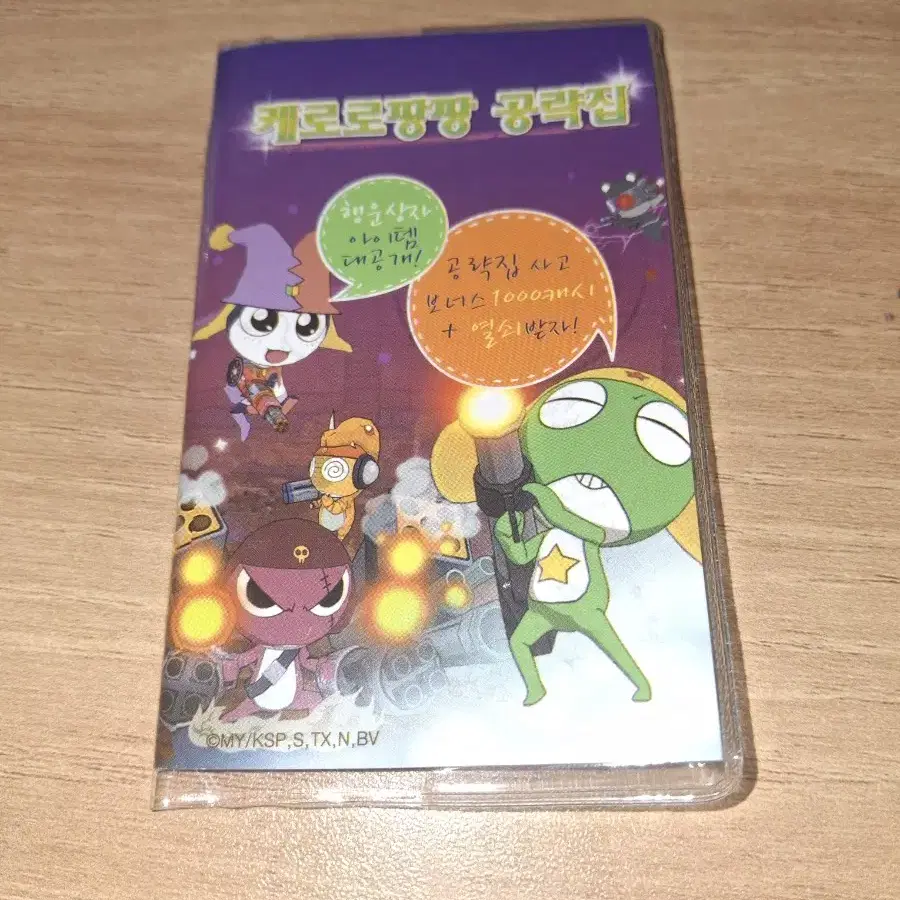 케로로팡팡 공략집
행운상자
아이템
대공개!
공략집 사고
보너스 1000캐시
+ 열쇠받자!
©MY/KSP,S,TX,N,BV